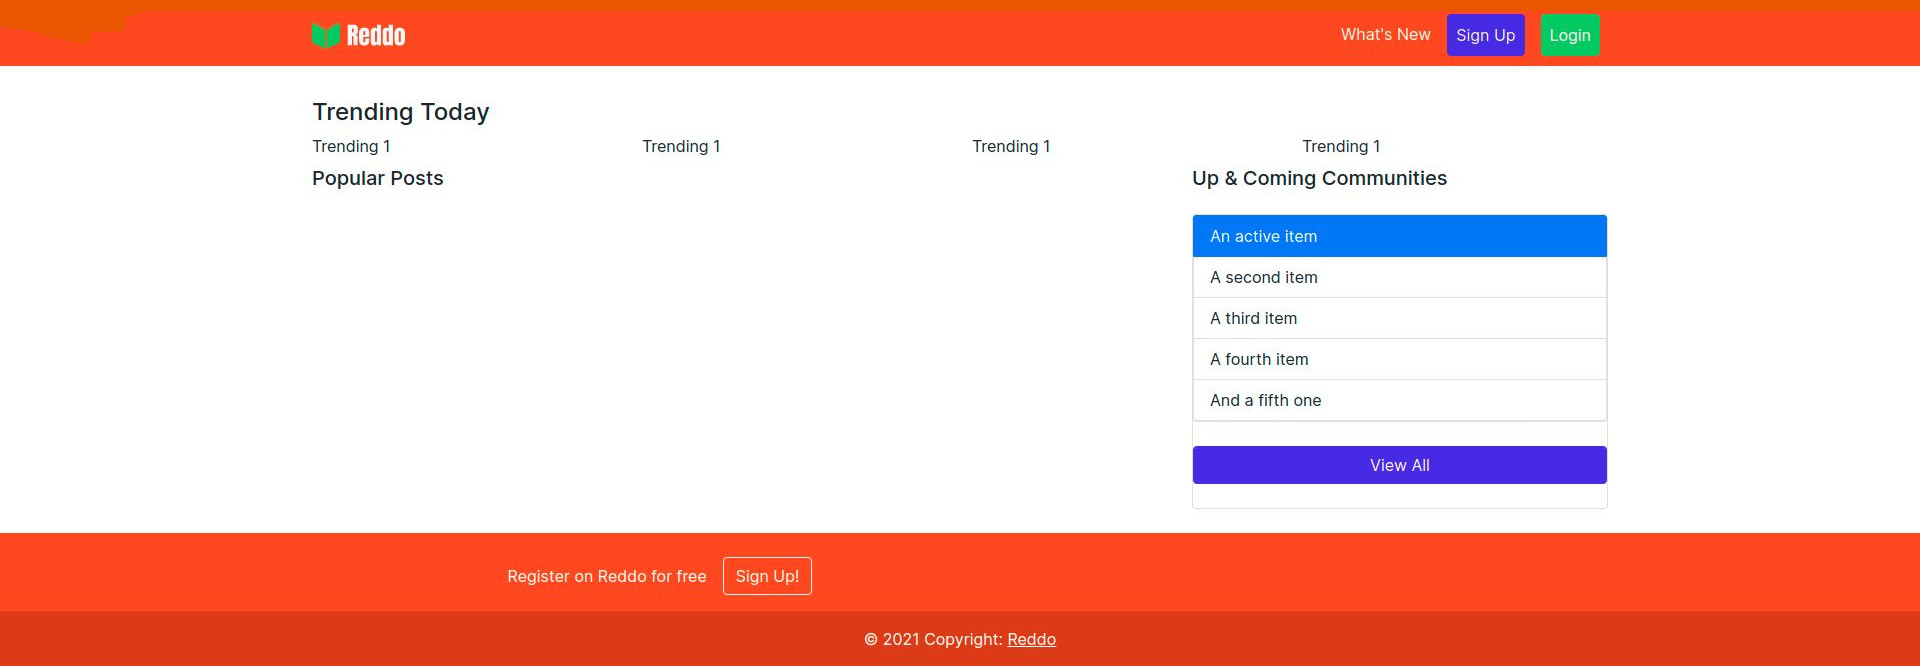 Reddo
What's New Sign Up Login
Trending Today
Trending 1 Trending 1 Trending 1 Trending 1
Popular Posts
Up & Coming Communities
An active item
A second item
A third item
A fourth item
And a fifth one
View All
Register on Reddo for free Sign Up!
© 2021 Copyright: Reddo